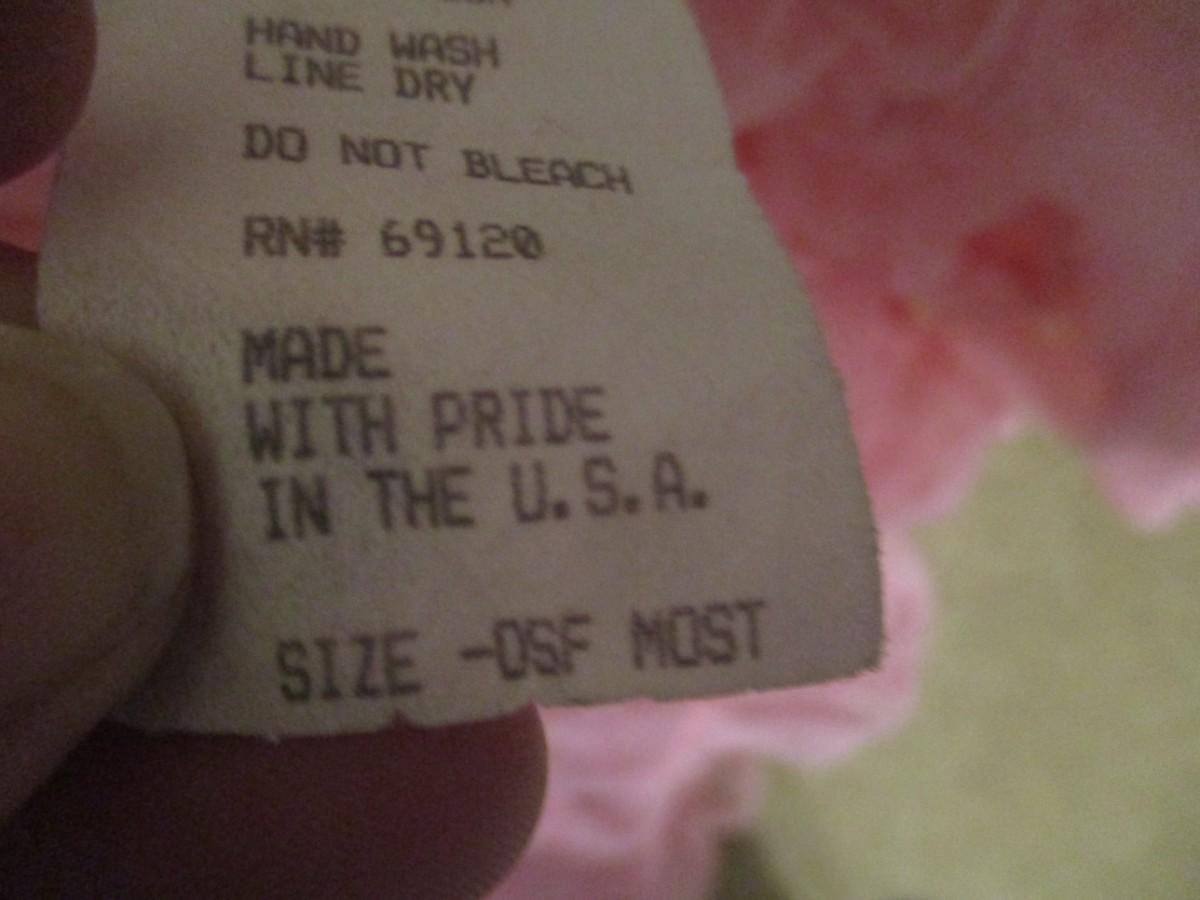 HAND WASH
LINE DRY
DO NOT BLEACH
RN# 69120
MADE
WITH PRIDE
IN THE U.S.A.
SIZE -OSF MOST